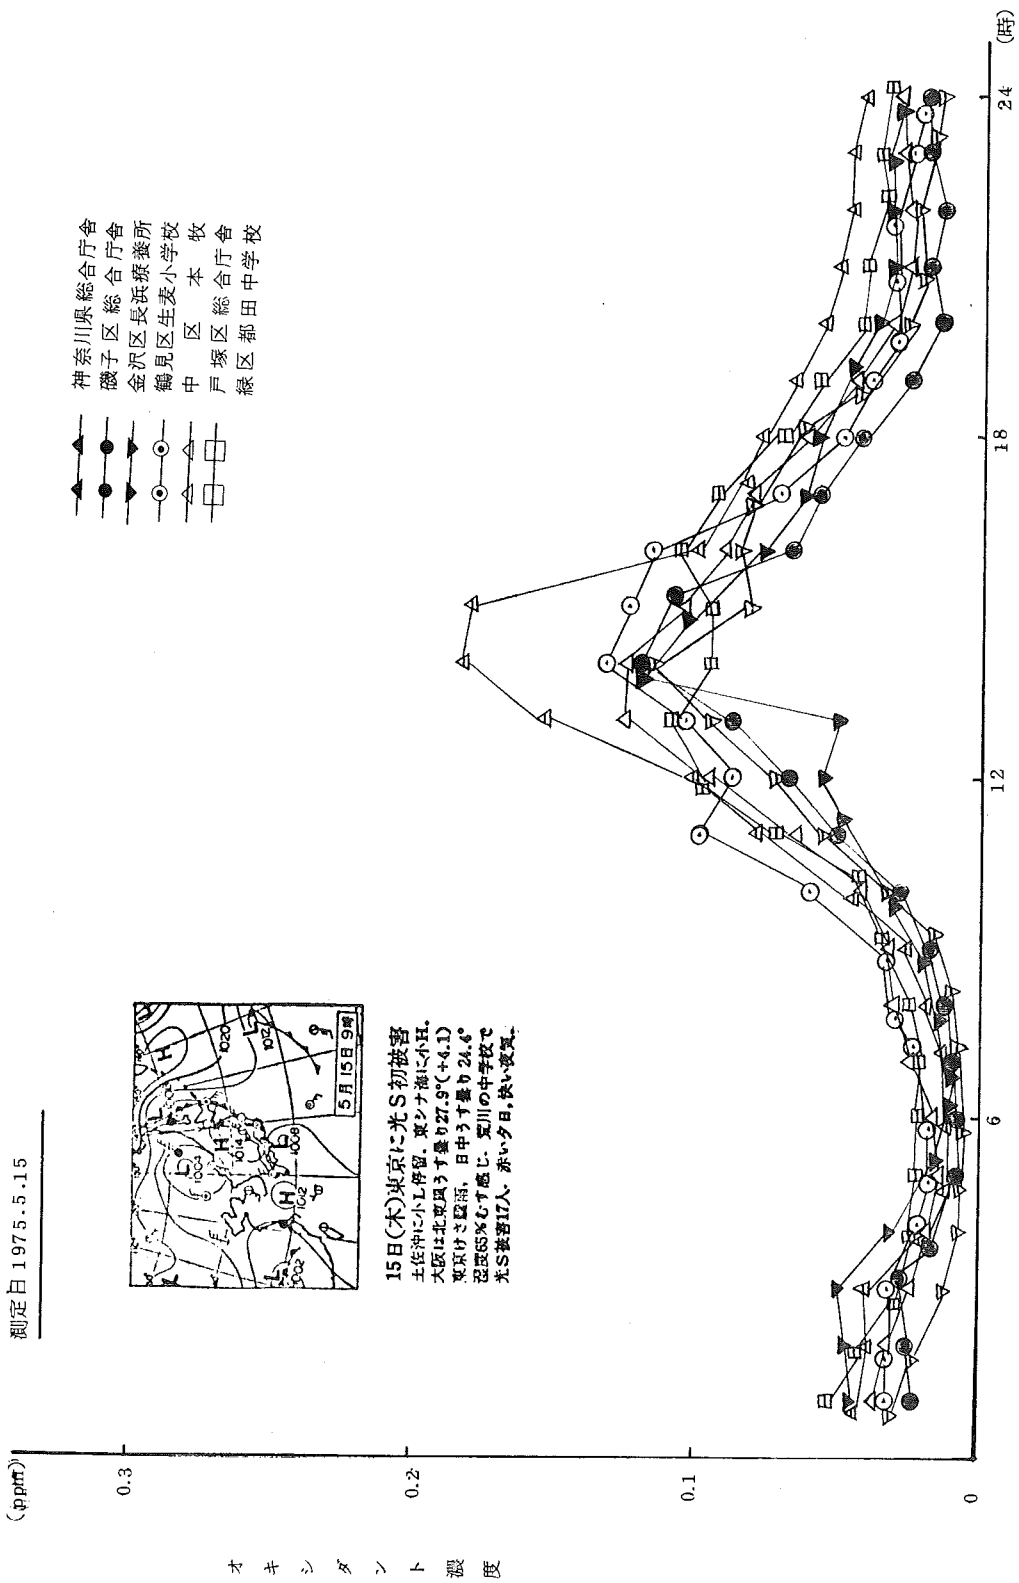 測定日 1975.5.15
(ppm)
0.3
0.2
0.1
0
オキシダント濃度
6
12
18
24
(時)
神奈川県総合庁舎
磯子区総合庁舎
金沢区長浜療養所
鶴見区生麦小学校
中区本牧
戸塚区総合庁舎
緑区都田中学校
H
1020
1012
L
1004
H
1014
1008
H
1012
L
1002
5月15日9時
15日(木)東京に光S初被害
土佐沖に小L停留。東シナ海に小H。
大阪は北東風うす曇り27.9°(+4.1)
東京けさ驟雨、日中うす曇り24.6°
湿度65%むす感じ。荒川の中学校で
光S被害17人。赤い夕日,快い夜気。